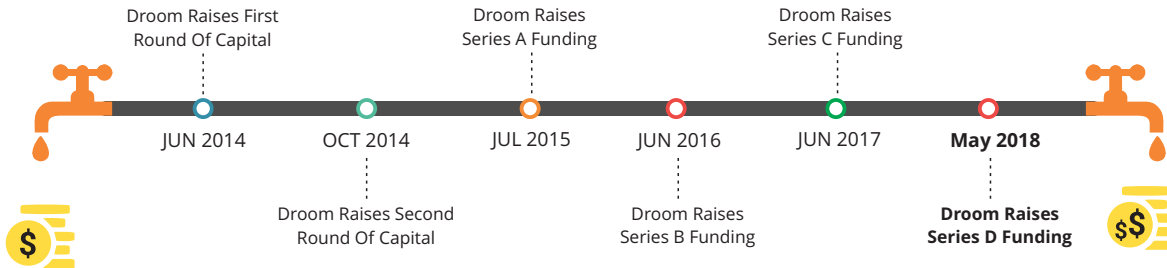 Droom Raises First
Round Of Capital
Droom Raises
Series A Funding
Droom Raises
Series C Funding
JUN 2014
OCT 2014
JUL 2015
JUN 2016
JUN 2017
May 2018
Droom Raises Second
Round Of Capital
Droom Raises
Series B Funding
Droom Raises
Series D Funding
$
$$